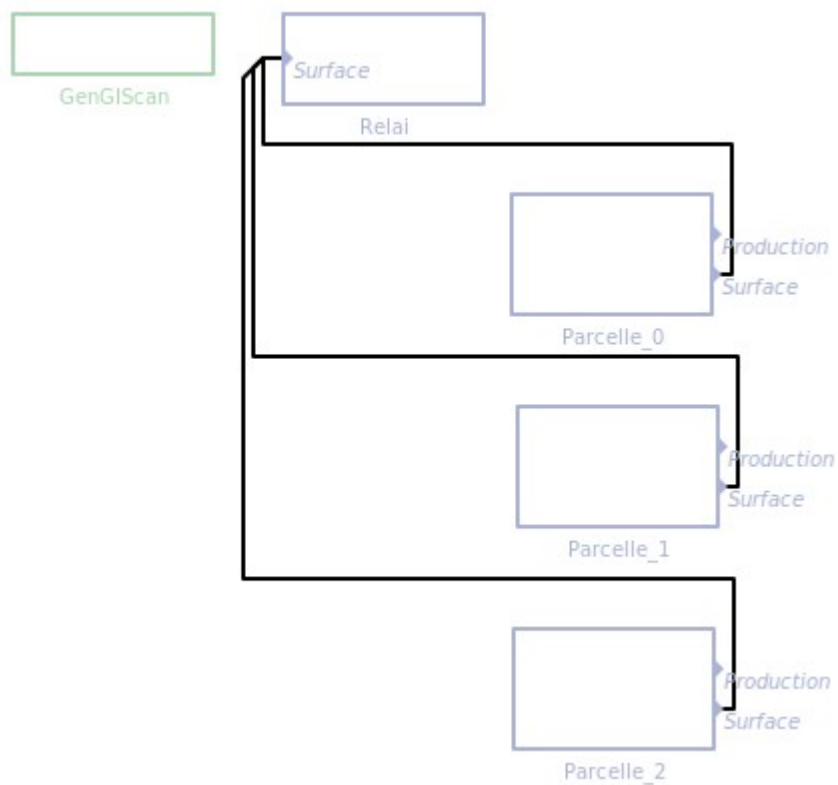 GenGIScan
Surface
Relai
Production
Surface
Parcelle_0
Production
Surface
Parcelle_1
Production
Surface
Parcelle_2